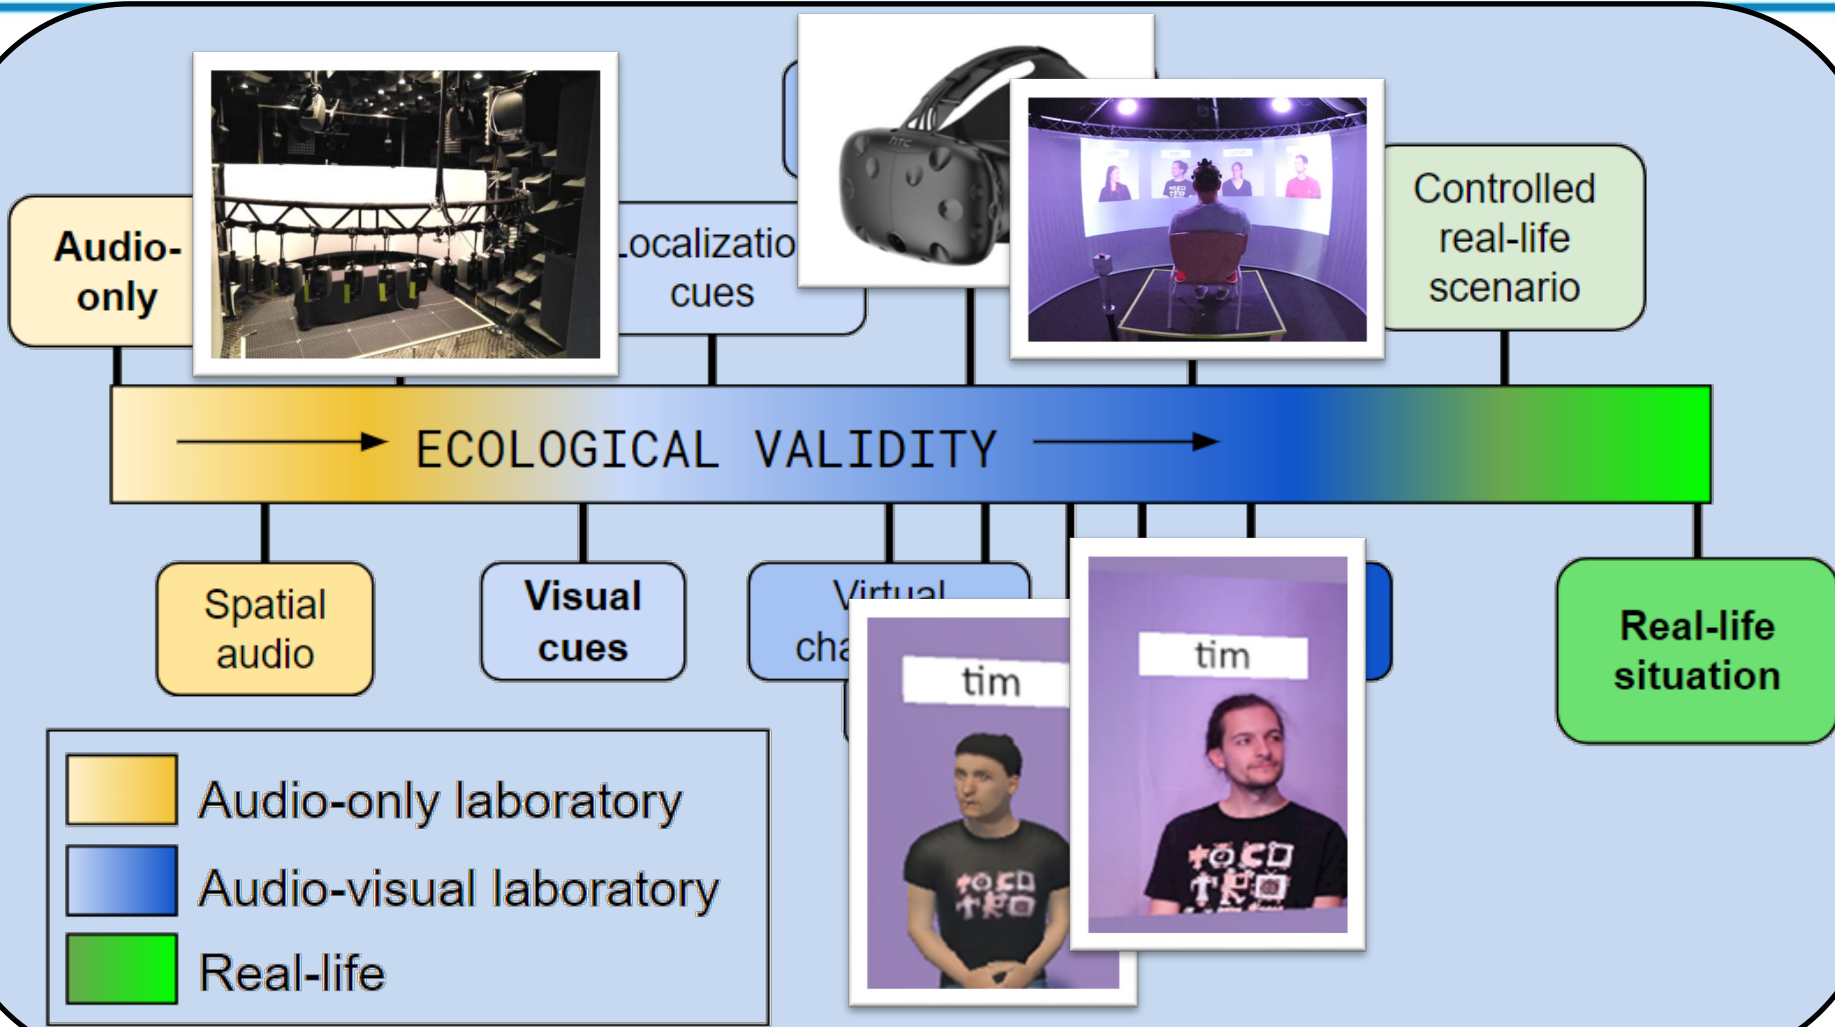 Audio-
only
Localizatio
cues
hTC
Controlled
real-life
scenario
ECOLOGICAL VALIDITY
Spatial
audio
Visual
cues
Virtual
cha
tim
tim
Real-life
situation
Audio-only laboratory
Audio-visual laboratory
Real-life